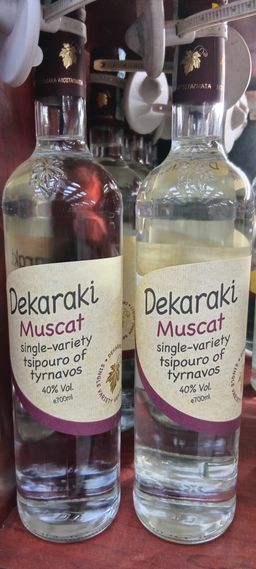 Dekaraki
Muscat
single-variety
tsipouro of
tyrnavos
40% Vol.
e700ml
Dekaraki
Muscat
single-variety
tsipouro of
tyrnavos
40% Vol.
e700ml